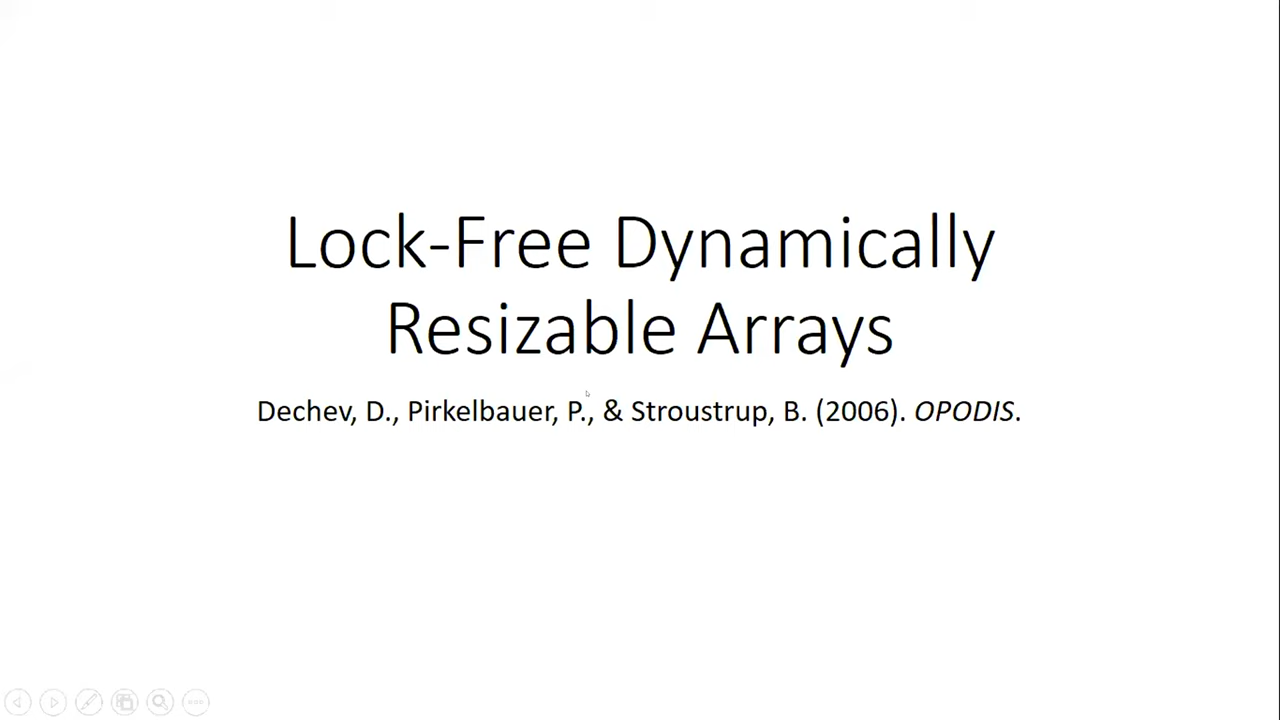 Lock-Free Dynamically
Resizable Arrays
Dechev, D., Pirkelbauer, P., & Stroustrup, B. (2006). OPODIS.